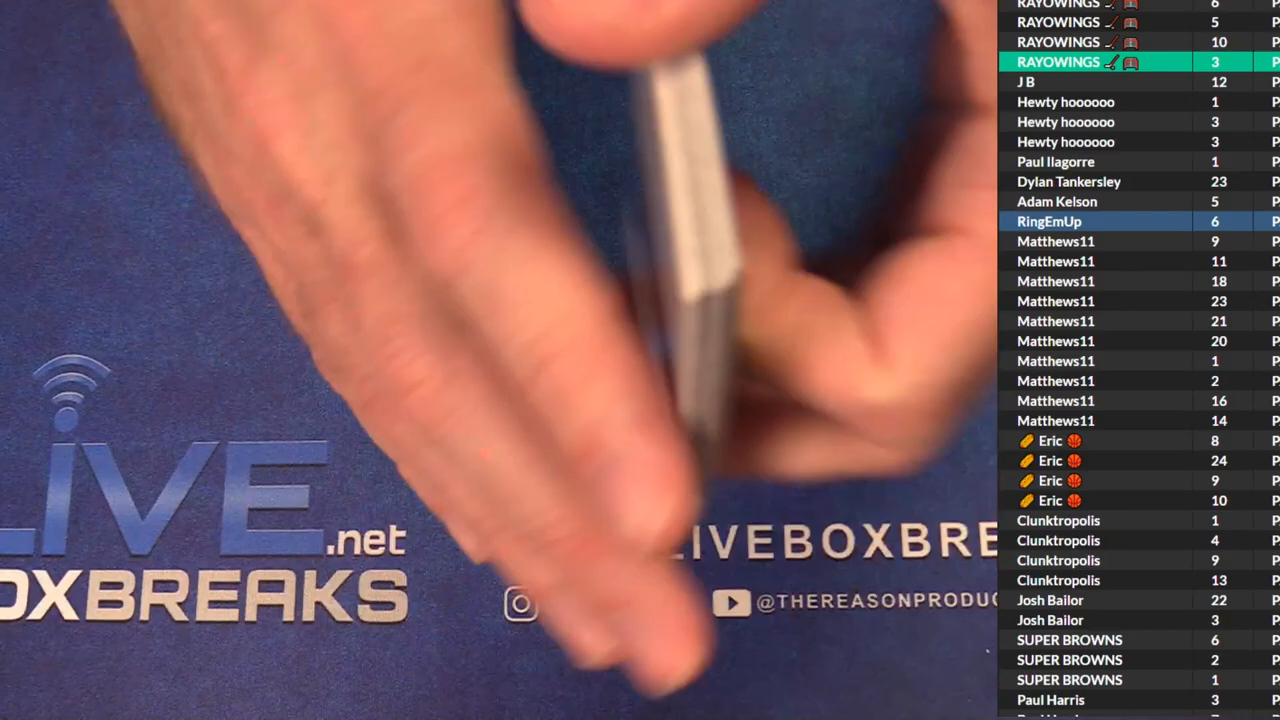 RAYOWINGS 6 P
RAYOWINGS 5 P
RAYOWINGS 10 P
RAYOWINGS 3 P
J B 12 P
Hewty hoooooo 1 P
Hewty hoooooo 3 P
Hewty hoooooo 3 P
Paul Ilagorre 1 P
Dylan Tankersley 23 P
Adam Kelson 5 P
RingEmUp 6 P
Matthews11 9 P
Matthews11 11 P
Matthews11 18 P
Matthews11 23 P
Matthews11 21 P
Matthews11 20 P
Matthews11 1 P
Matthews11 2 P
Matthews11 16 P
Matthews11 14 P
Eric 8 P
Eric 24 P
Eric 9 P
Eric 10 P
Clunktropolis 1 P
Clunktropolis 4 P
Clunktropolis 9 P
Clunktropolis 13 P
Josh Bailor 22 P
Josh Bailor 3 P
SUPER BROWNS 6 P
SUPER BROWNS 2 P
SUPER BROWNS 1 P
Paul Harris 3 P
LiVE.net
OXBREAKS
LIVEBOXBRE
@THEREASONPRODUC